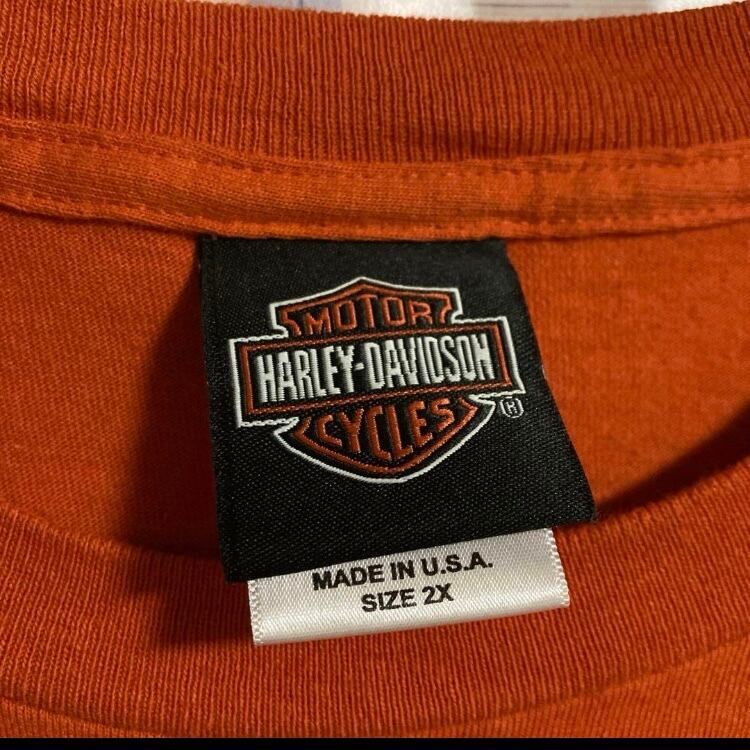 MOTOR
HARLEY-DAVIDSON
CYCLES ®
MADE IN U.S.A.
SIZE 2X